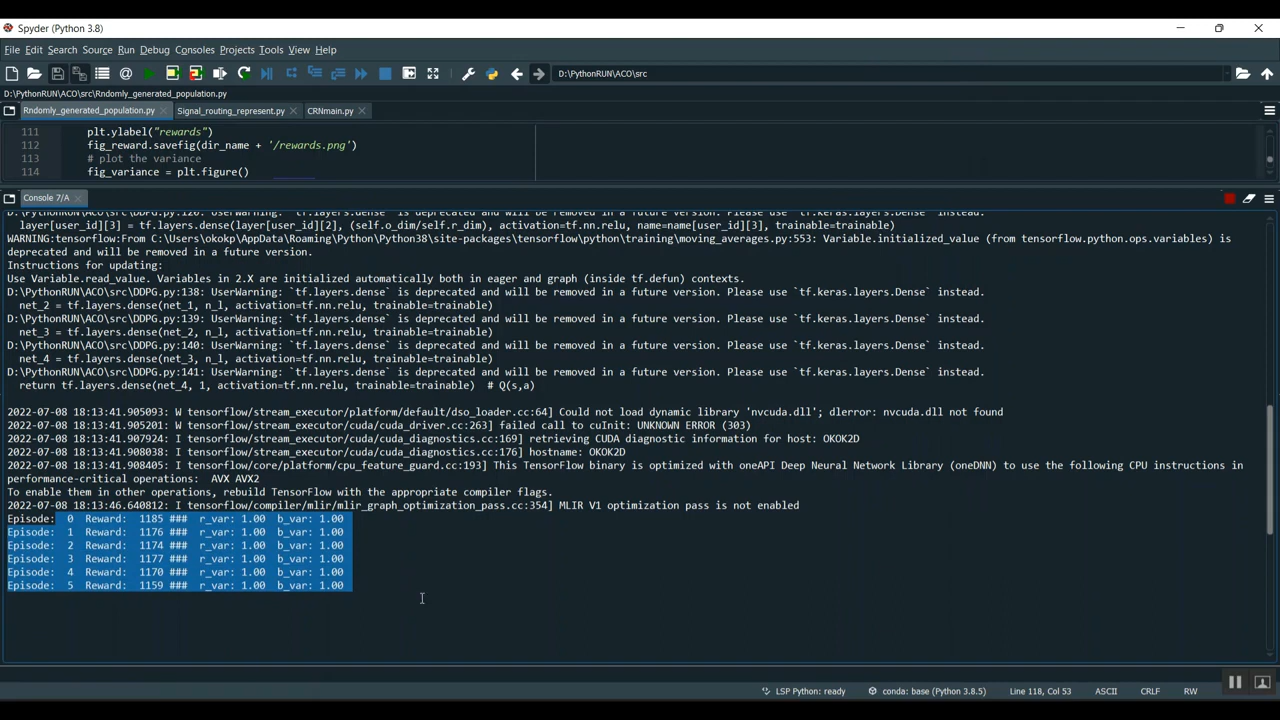 Spyder (Python 3.8)
File Edit Search Source Run Debug Consoles Projects Tools View Help
D:\PythonRUN\ACO\src
D:\PythonRUN\ACO\src\Rndomly_generated_population.py
Rndomly_generated_population.py Signal_routing_represent.py CRNmain.py
111 plt.ylabel("rewards")
112 fig_reward.savefig(dir_name + '/rewards.png')
113 # plot the variance
114 fig_variance = plt.figure()
Console 7/A
D:\PythonRUN\ACO\src\DDPG.py:120: UserWarning: `tf.layers.dense` is deprecated and will be removed in a future version. Please use `tf.keras.layers.Dense` instead.
layer[user_id][3] = tf.layers.dense(layer[user_id][2], (self.o_dim/self.r_dim), activation=tf.nn.relu, name=name[user_id][3], trainable=trainable)
WARNING:tensorflow:From C:\Users\okokp\AppData\Roaming\Python\Python38\site-packages\tensorflow\python\training\moving_averages.py:553: Variable.initialized_value (from tensorflow.python.ops.variables) is
deprecated and will be removed in a future version.
Instructions for updating:
Use Variable.read_value. Variables in 2.X are initialized automatically both in eager and graph (inside tf.defun) contexts.
D:\PythonRUN\ACO\src\DDPG.py:138: UserWarning: `tf.layers.dense` is deprecated and will be removed in a future version. Please use `tf.keras.layers.Dense` instead.
net_2 = tf.layers.dense(net_1, n_l, activation=tf.nn.relu, trainable=trainable)
D:\PythonRUN\ACO\src\DDPG.py:139: UserWarning: `tf.layers.dense` is deprecated and will be removed in a future version. Please use `tf.keras.layers.Dense` instead.
net_3 = tf.layers.dense(net_2, n_l, activation=tf.nn.relu, trainable=trainable)
D:\PythonRUN\ACO\src\DDPG.py:140: UserWarning: `tf.layers.dense` is deprecated and will be removed in a future version. Please use `tf.keras.layers.Dense` instead.
net_4 = tf.layers.dense(net_3, n_l, activation=tf.nn.relu, trainable=trainable)
D:\PythonRUN\ACO\src\DDPG.py:141: UserWarning: `tf.layers.dense` is deprecated and will be removed in a future version. Please use `tf.keras.layers.Dense` instead.
return tf.layers.dense(net_4, 1, activation=tf.nn.relu, trainable=trainable) # Q(s,a)
2022-07-08 18:13:41.905093: W tensorflow/stream_executor/platform/default/dso_loader.cc:64] Could not load dynamic library 'nvcuda.dll'; dlerror: nvcuda.dll not found
2022-07-08 18:13:41.905201: W tensorflow/stream_executor/cuda/cuda_driver.cc:263] failed call to cuInit: UNKNOWN ERROR (303)
2022-07-08 18:13:41.907924: I tensorflow/stream_executor/cuda/cuda_diagnostics.cc:169] retrieving CUDA diagnostic information for host: OKOK2D
2022-07-08 18:13:41.908038: I tensorflow/stream_executor/cuda/cuda_diagnostics.cc:176] hostname: OKOK2D
2022-07-08 18:13:41.908405: I tensorflow/core/platform/cpu_feature_guard.cc:193] This TensorFlow binary is optimized with oneAPI Deep Neural Network Library (oneDNN) to use the following CPU instructions in
performance-critical operations: AVX AVX2
To enable them in other operations, rebuild TensorFlow with the appropriate compiler flags.
2022-07-08 18:13:46.640812: I tensorflow/compiler/mlir/mlir_graph_optimization_pass.cc:354] MLIR V1 optimization pass is not enabled
Episode: 0 Reward: 1185 ### r_var: 1.00 b_var: 1.00
Episode: 1 Reward: 1176 ### r_var: 1.00 b_var: 1.00
Episode: 2 Reward: 1174 ### r_var: 1.00 b_var: 1.00
Episode: 3 Reward: 1177 ### r_var: 1.00 b_var: 1.00
Episode: 4 Reward: 1170 ### r_var: 1.00 b_var: 1.00
Episode: 5 Reward: 1159 ### r_var: 1.00 b_var: 1.00
LSP Python: ready conda: base (Python 3.8.5) Line 118, Col 53 ASCII CRLF RW